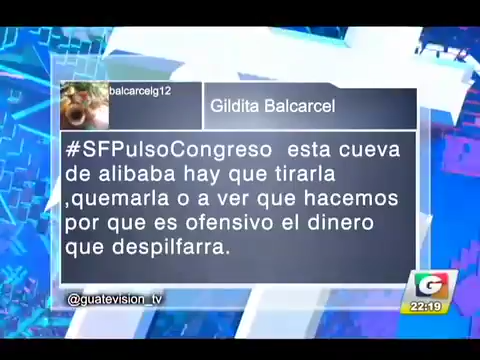 balcarcelg12
Gildita Balcarcel
#SFPulsoCongreso esta cueva
de alibaba hay que tirarla
,quemarla o a ver que hacemos
por que es ofensivo el dinero
que despilfarra.
@guatevision_tv
G
22:19